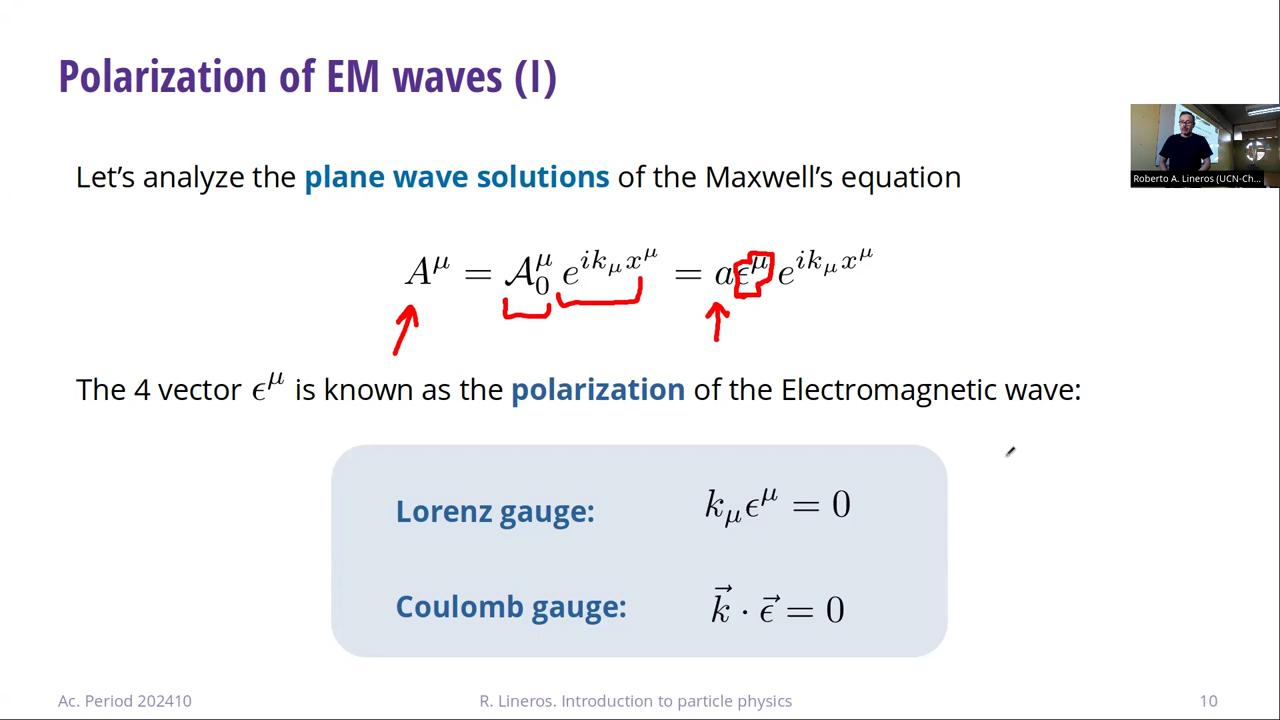 Polarization of EM waves (I)
Let's analyze the plane wave solutions of the Maxwell's equation
Roberto A. Lineros (UCN-Ch...
A^μ = 𝒜₀^μ e^{ik_μ x^μ} = aϵ^μ e^{ik_μ x^μ}
The 4 vector ϵ^μ is known as the polarization of the Electromagnetic wave:
Lorenz gauge: k_μ ϵ^μ = 0
Coulomb gauge: k⃗ · ϵ⃗ = 0
Ac. Period 202410 R. Lineros. Introduction to particle physics 10